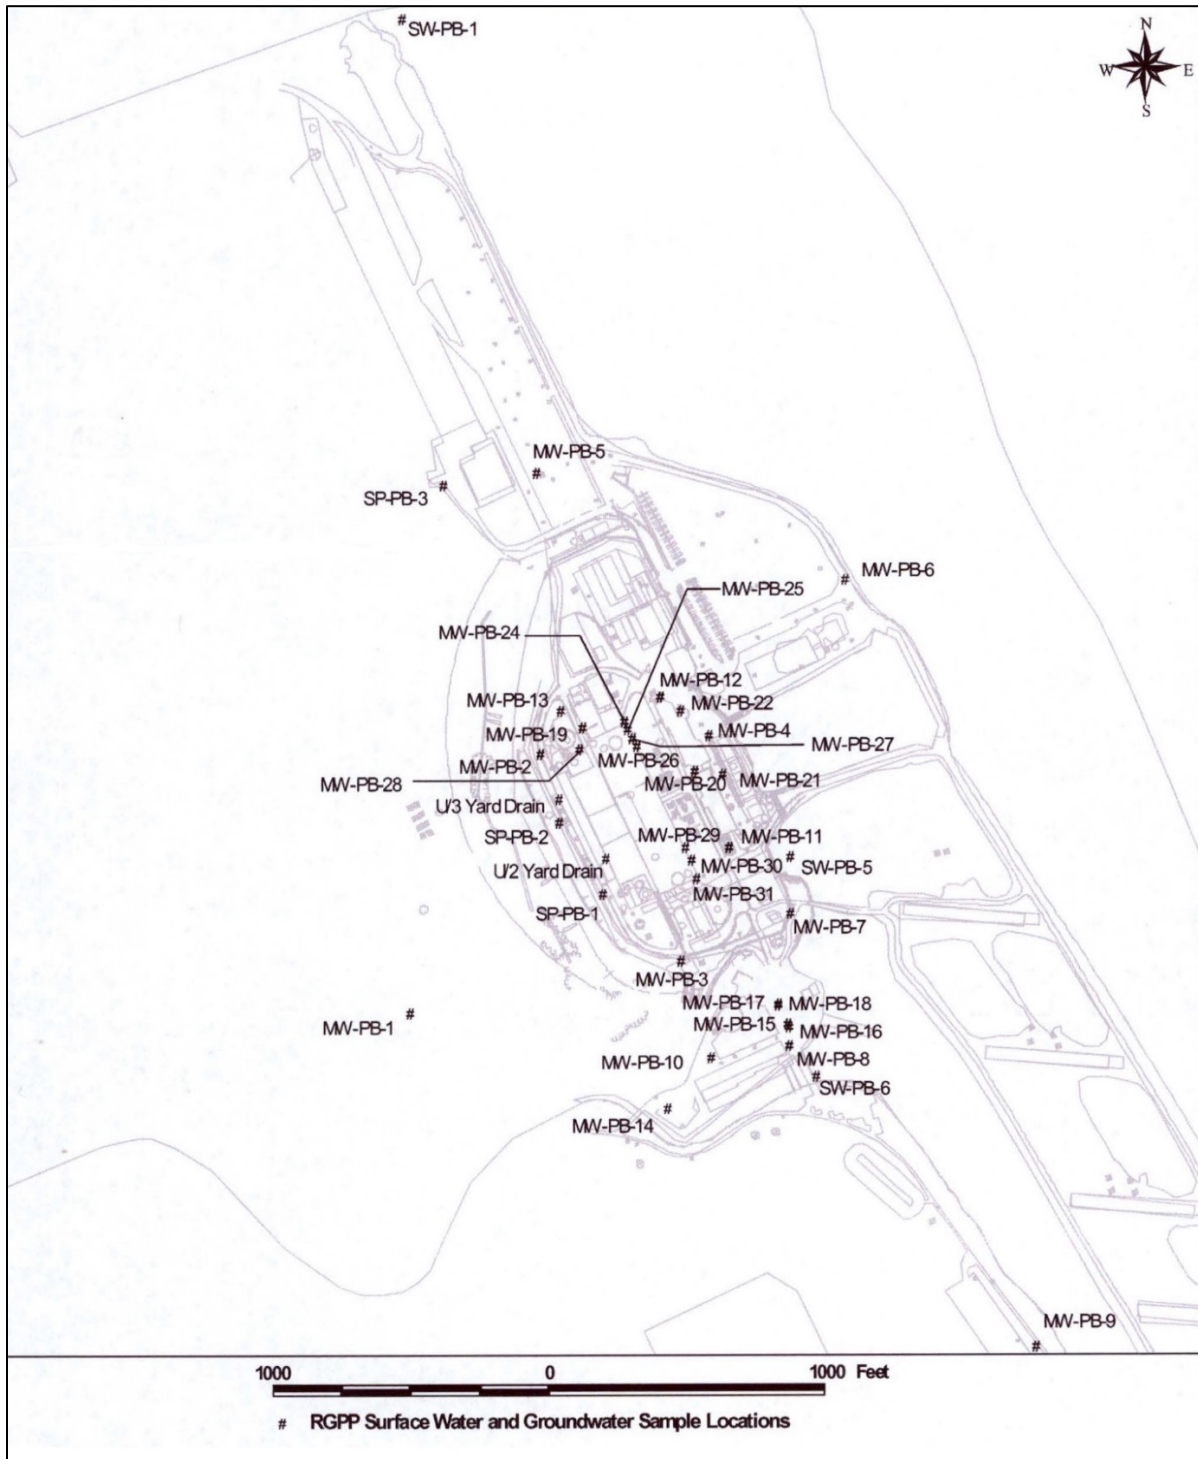 SW-PB-1
N
W E
S
MW-PB-5
SP-PB-3
MW-PB-6
MW-PB-25
MW-PB-24
MW-PB-12
MW-PB-13
MW-PB-22
MW-PB-19
MW-PB-4
MW-PB-27
MW-PB-2
MW-PB-26
MW-PB-28
MW-PB-20
MW-PB-21
U/3 Yard Drain
SP-PB-2
MW-PB-29
MW-PB-11
U/2 Yard Drain
MW-PB-30
SW-PB-5
MW-PB-31
SP-PB-1
MW-PB-7
MW-PB-3
MW-PB-17
MW-PB-18
MW-PB-1
MW-PB-15
MW-PB-16
MW-PB-10
MW-PB-8
SW-PB-6
MW-PB-14
MW-PB-9
1000 0 1000 Feet
# RGPP Surface Water and Groundwater Sample Locations